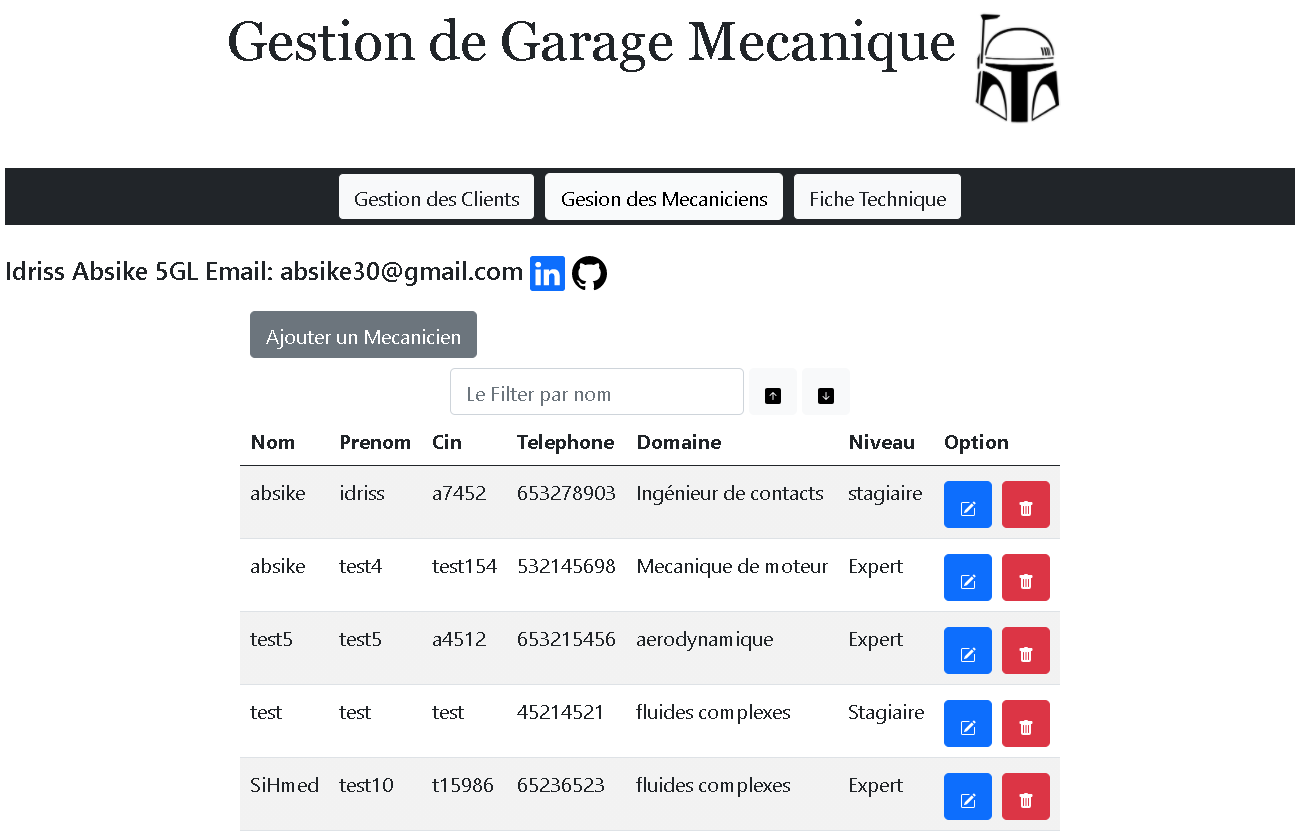 Gestion de Garage Mecanique
Gestion des Clients Gesion des Mecaniciens Fiche Technique
Idriss Absike 5GL Email: absike30@gmail.com in
Ajouter un Mecanicien
Le Filter par nom
Nom Prenom Cin Telephone Domaine Niveau Option
absike idriss a7452 653278903 Ingénieur de contacts stagiaire
absike test4 test154 532145698 Mecanique de moteur Expert
test5 test5 a4512 653215456 aerodynamique Expert
test test test 45214521 fluides complexes Stagiaire
SiHmed test10 t15986 65236523 fluides complexes Expert